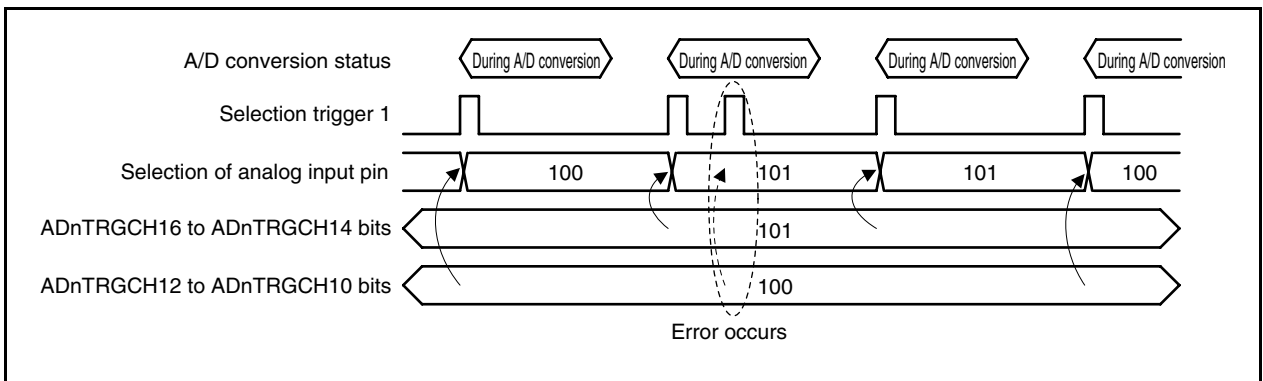 A/D conversion status During A/D conversion During A/D conversion During A/D conversion During A/D conversion
Selection trigger 1
Selection of analog input pin 100 101 101 100
ADnTRGCH16 to ADnTRGCH14 bits 101
ADnTRGCH12 to ADnTRGCH10 bits 100
Error occurs